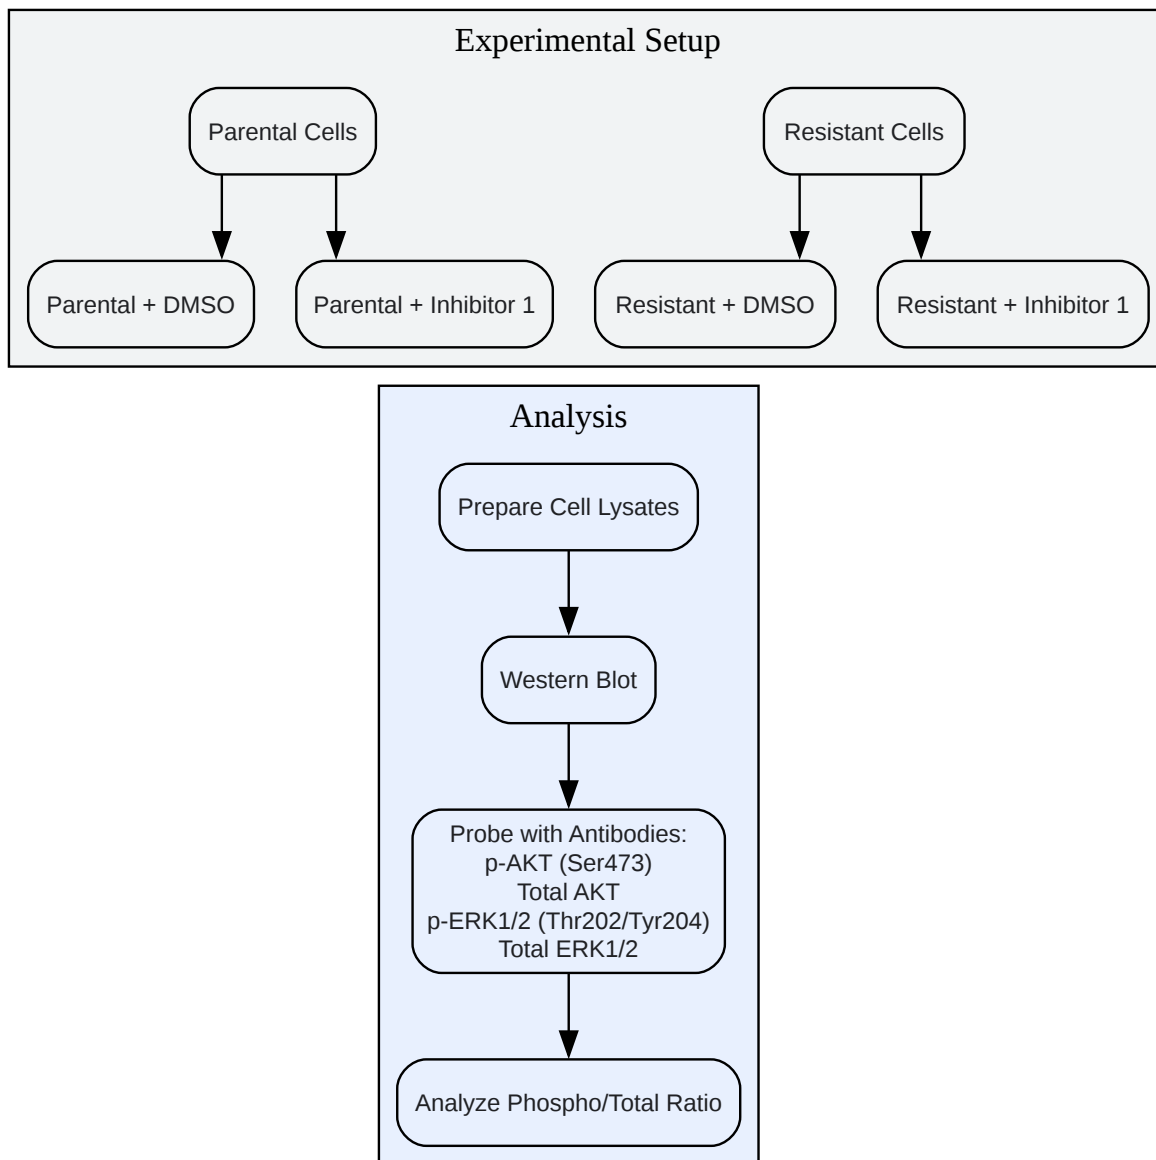 Experimental Setup
Parental Cells
Resistant Cells
Parental + DMSO
Parental + Inhibitor 1
Resistant + DMSO
Resistant + Inhibitor 1
Analysis
Prepare Cell Lysates
Western Blot
Probe with Antibodies:
p-AKT (Ser473)
Total AKT
p-ERK1/2 (Thr202/Tyr204)
Total ERK1/2
Analyze Phospho/Total Ratio